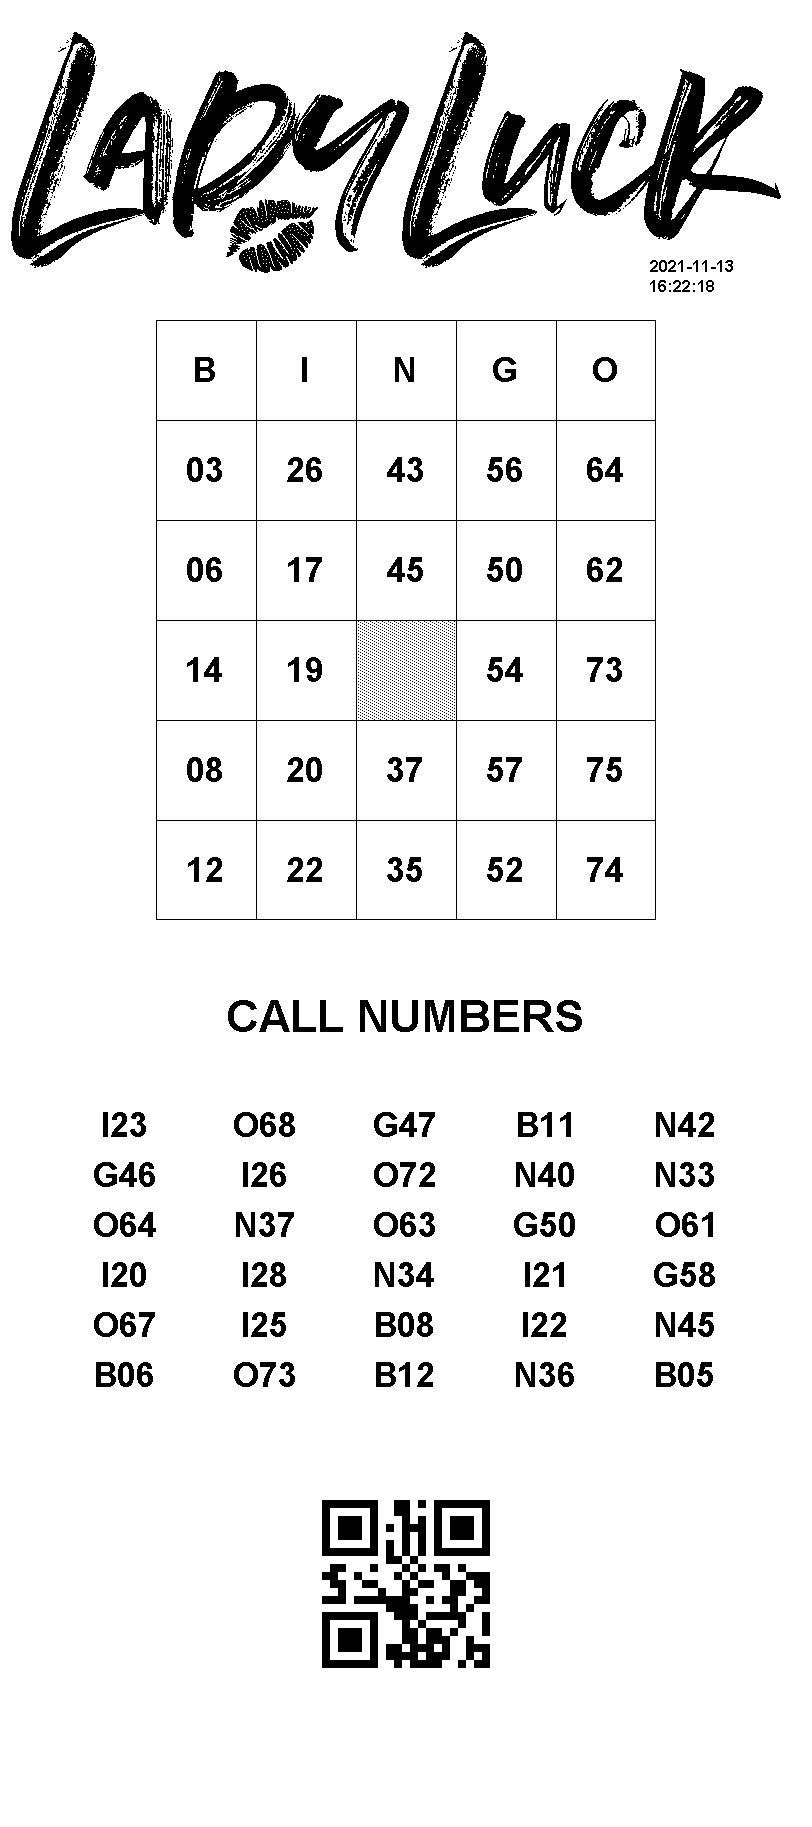 LADY LUCK
2021-11-13
16:22:18
B I N G O
03 26 43 56 64
06 17 45 50 62
14 19 54 73
08 20 37 57 75
12 22 35 52 74
CALL NUMBERS
I23 O68 G47 B11 N42
G46 I26 O72 N40 N33
O64 N37 O63 G50 O61
I20 I28 N34 I21 G58
O67 I25 B08 I22 N45
B06 O73 B12 N36 B05